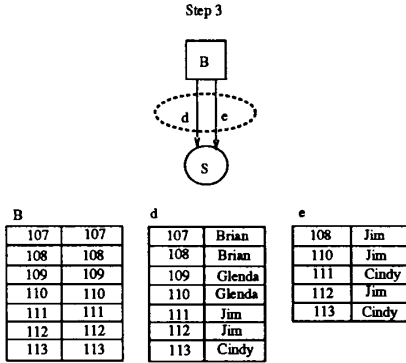 Step 3
B
d e
S
B d e
107 107 107 Brian 108 Jim
108 108 108 Brian 110 Jim
109 109 109 Glenda 111 Cindy
110 110 110 Glenda 112 Jim
111 111 111 Jim 113 Cindy
112 112 112 Jim
113 113 113 Cindy